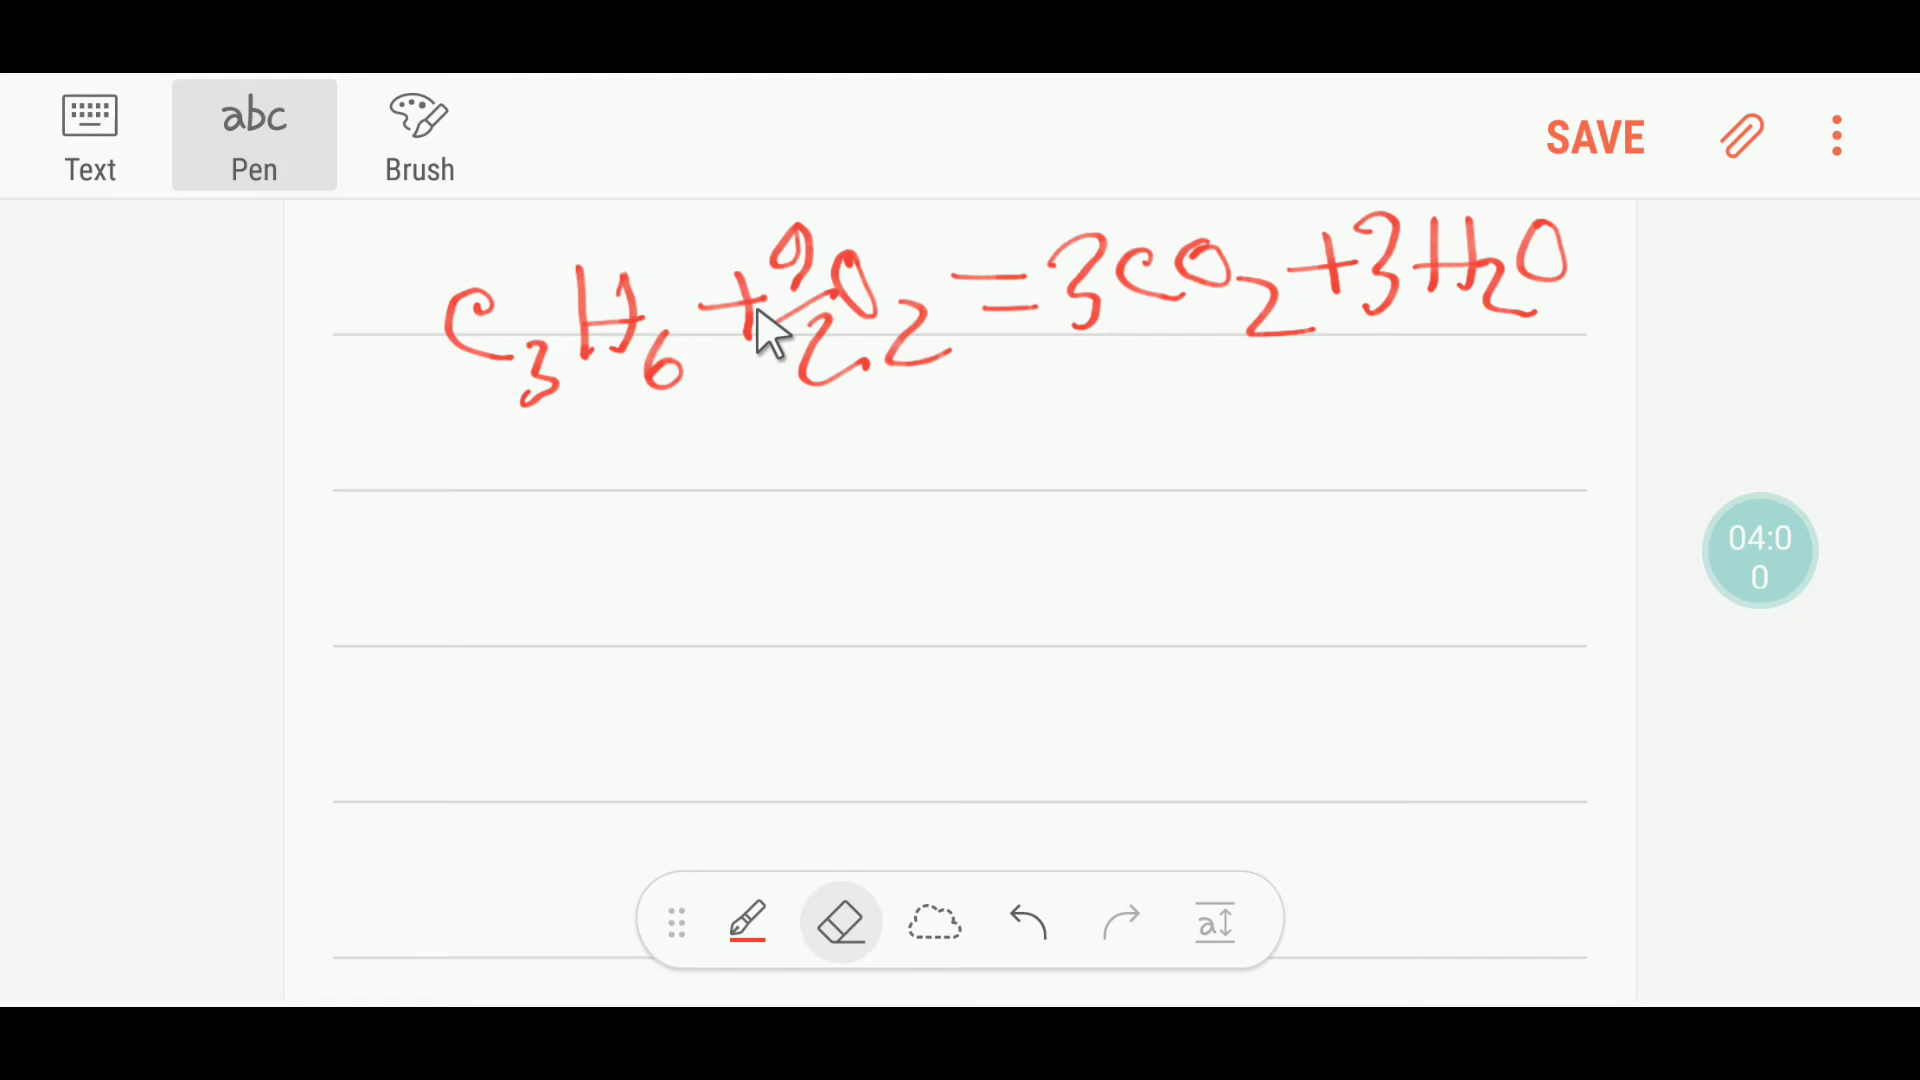 abc
Text Pen Brush SAVE
C3H6 + 9/2 O2 = 3CO2 + 3H2O
04:0
0
a